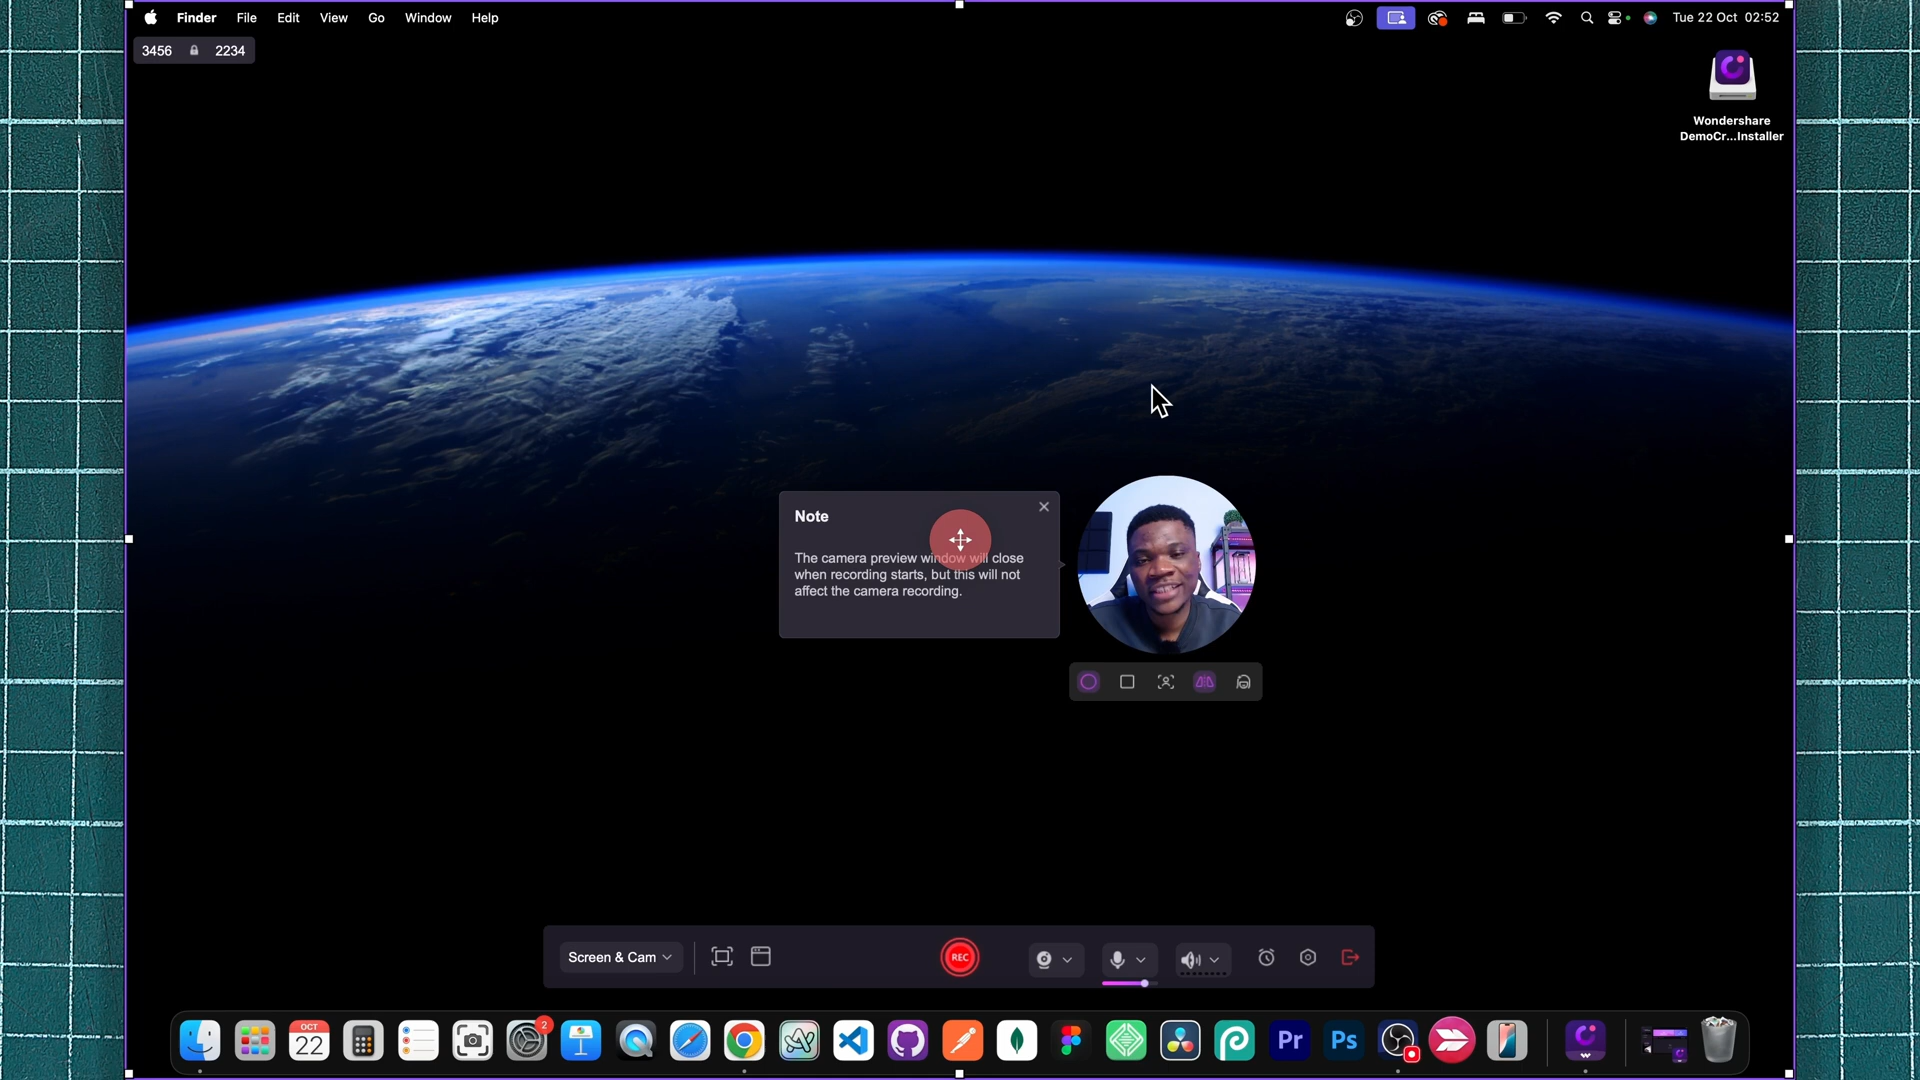 Finder File Edit View Go Window Help
Tue 22 Oct 02:52
3456 2234
Wondershare
DemoCr...Installer
Note
The camera preview window will close
when recording starts, but this will not
affect the camera recording.
Screen & Cam
REC
OCT
22
2
Pr
Ps